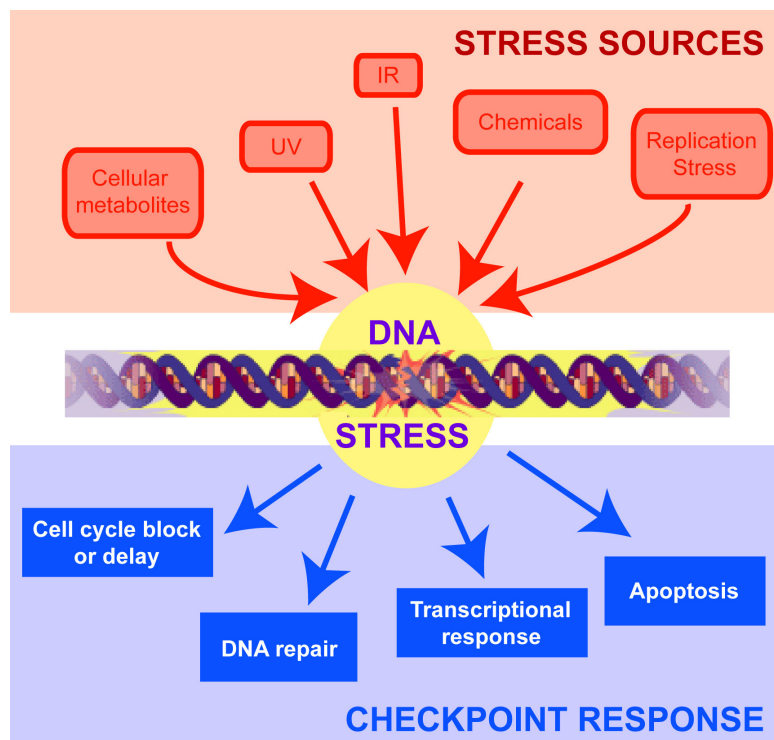 STRESS SOURCES
IR
Chemicals
UV
Replication
Stress
Cellular
metabolites
DNA
STRESS
Cell cycle block
or delay
Apoptosis
Transcriptional
response
DNA repair
CHECKPOINT RESPONSE